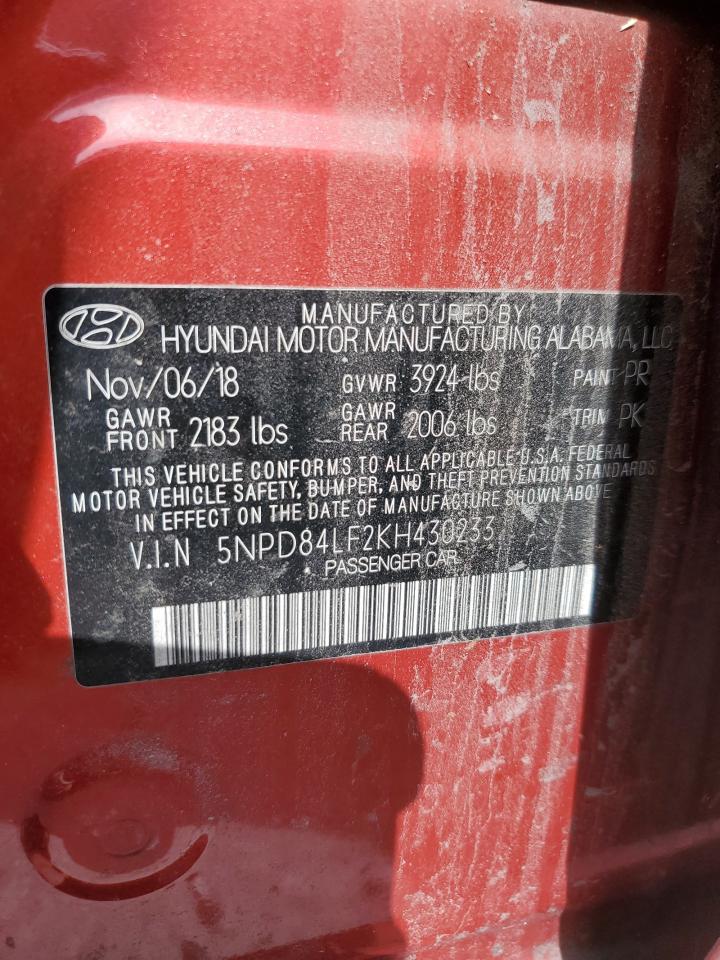 MANUFACTURED BY
HYUNDAI MOTOR MANUFACTURING ALABAMA, LLC
Nov/06/18 GVWR 3924 lbs PAINT PR
GAWR FRONT 2183 lbs GAWR REAR 2006 lbs TRIM PK
THIS VEHICLE CONFORMS TO ALL APPLICABLE U.S.A. FEDERAL
MOTOR VEHICLE SAFETY, BUMPER, AND THEFT PREVENTION STANDARDS
IN EFFECT ON THE DATE OF MANUFACTURE SHOWN ABOVE
V.I.N 5NPD84LF2KH430233
PASSENGER CAR